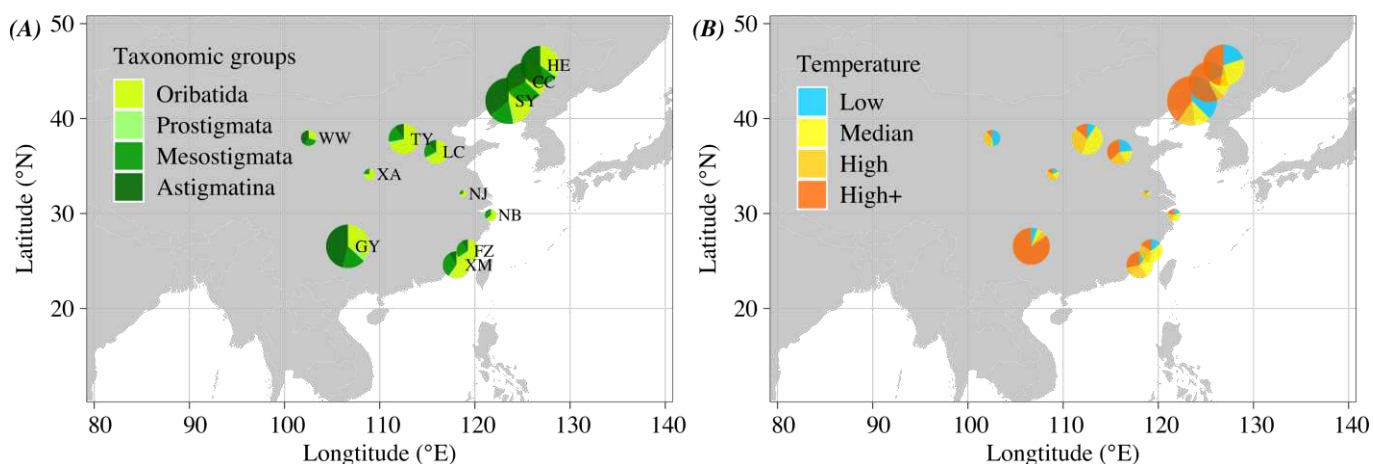 (A)
50
40
30
20
Latitude (°N)
Taxonomic groups
Oribatida
Prostigmata
Mesostigmata
Astigmatina
HE
CC
SY
WW
TY
LC
XA
NJ
NB
GY
FZ
XM
80
90
100
110
120
130
140
Longtitude (°E)
(B)
50
40
30
20
Latitude (°N)
Temperature
Low
Median
High
High+
80
90
100
110
120
130
140
Longtitude (°E)